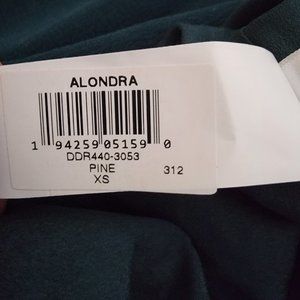 ALONDRA
1 94259 05159 0
DDR440-3053
PINE 312
XS